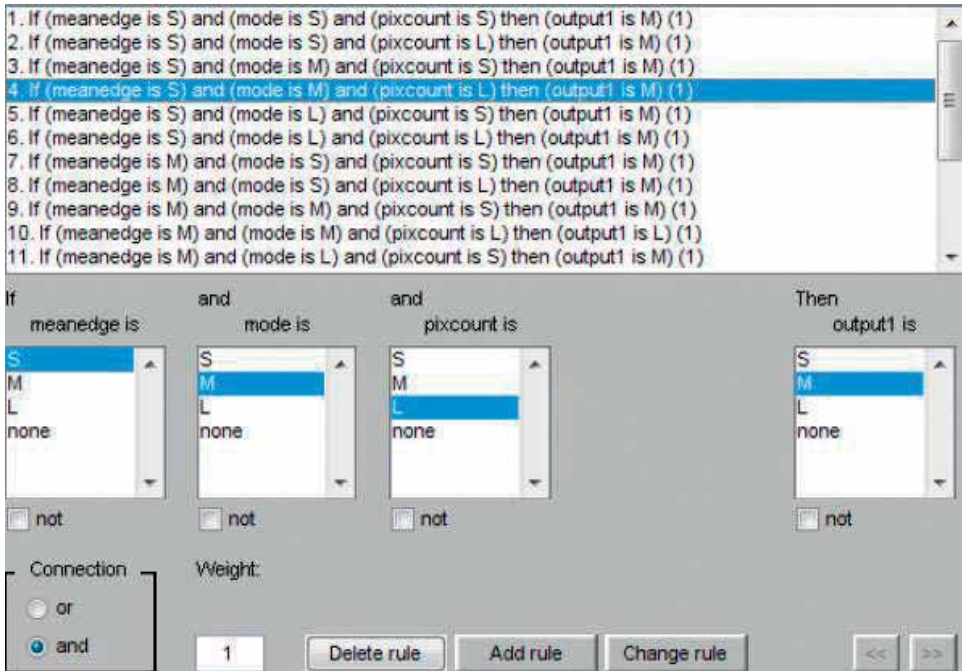 1. If (meanedge is S) and (mode is S) and (pixcount is S) then (output1 is M) (1)
2. If (meanedge is S) and (mode is S) and (pixcount is L) then (output1 is M) (1)
3. If (meanedge is S) and (mode is M) and (pixcount is S) then (output1 is M) (1)
4. If (meanedge is S) and (mode is M) and (pixcount is L) then (output1 is M) (1)
5. If (meanedge is S) and (mode is L) and (pixcount is S) then (output1 is M) (1)
6. If (meanedge is S) and (mode is L) and (pixcount is L) then (output1 is M) (1)
7. If (meanedge is M) and (mode is S) and (pixcount is S) then (output1 is M) (1)
8. If (meanedge is M) and (mode is S) and (pixcount is L) then (output1 is M) (1)
9. If (meanedge is M) and (mode is M) and (pixcount is S) then (output1 is M) (1)
10. If (meanedge is M) and (mode is M) and (pixcount is L) then (output1 is L) (1)
11. If (meanedge is M) and (mode is L) and (pixcount is S) then (output1 is M) (1)
If and and Then
meanedge is mode is pixcount is output1 is
S S S S
M M M M
L L L L
none none none none
not not not not
Connection Weight:
or
and 1 Delete rule Add rule Change rule << >>